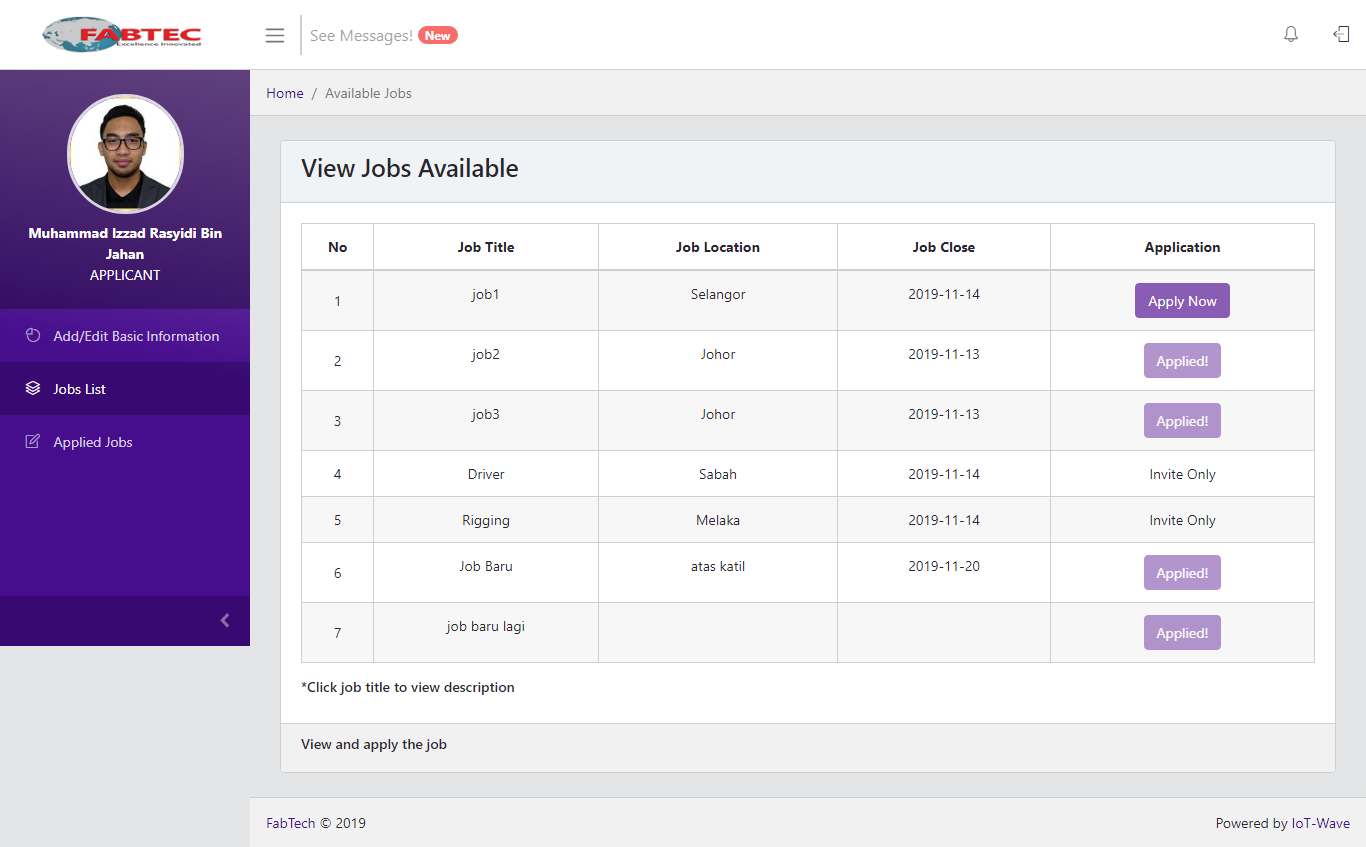 FABTEC
Excellence Innovated
See Messages! New
Muhammad Izzad Rasyidi Bin
Jahan
APPLICANT
Add/Edit Basic Information
Jobs List
Applied Jobs
Home / Available Jobs
View Jobs Available
No Job Title Job Location Job Close Application
1 job1 Selangor 2019-11-14 Apply Now
2 job2 Johor 2019-11-13 Applied!
3 job3 Johor 2019-11-13 Applied!
4 Driver Sabah 2019-11-14 Invite Only
5 Rigging Melaka 2019-11-14 Invite Only
6 Job Baru atas katil 2019-11-20 Applied!
7 job baru lagi Applied!
*Click job title to view description
View and apply the job
FabTech © 2019 Powered by IoT-Wave